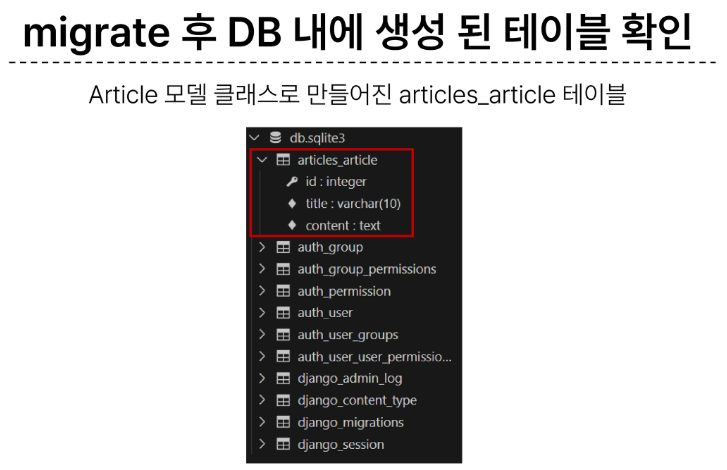 migrate 후 DB 내에 생성 된 테이블 확인
Article 모델 클래스로 만들어진 articles_article 테이블
db.sqlite3
articles_article
id : integer
title : varchar(10)
content : text
auth_group
auth_group_permissions
auth_permission
auth_user
auth_user_groups
auth_user_user_permissio...
django_admin_log
django_content_type
django_migrations
django_session